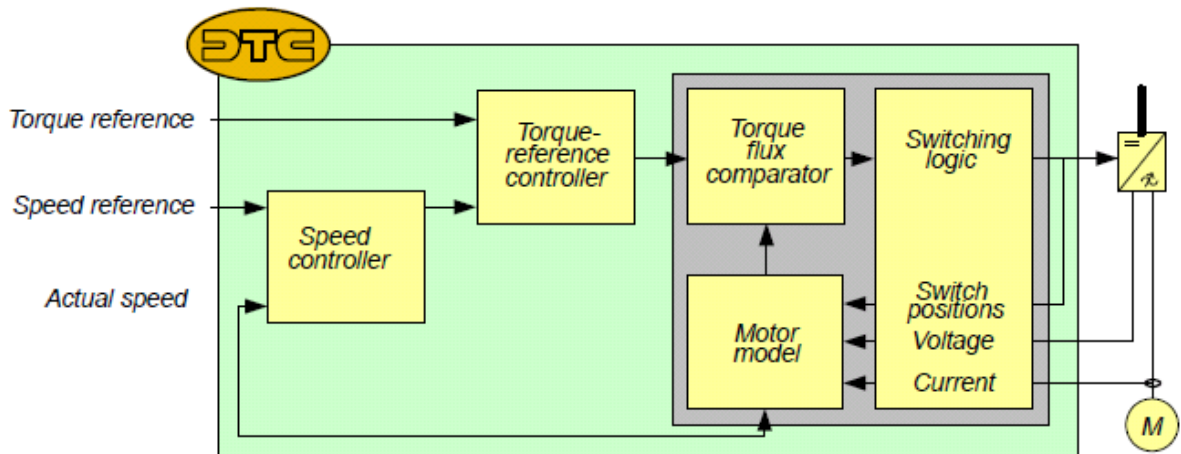 DTC
Torque reference
Speed reference
Actual speed
Speed
controller
Torque-
reference
controller
Torque
flux
comparator
Switching
logic
Motor
model
Switch
positions
Voltage
Current
M